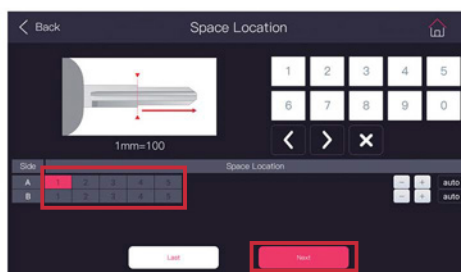 Back
Space Location
1 2 3 4 5
6 7 8 9 0
1mm=100
Side Space Location
A 1 2 3 4 5 - + auto
B 1 2 3 4 5 - + auto
Last
Next